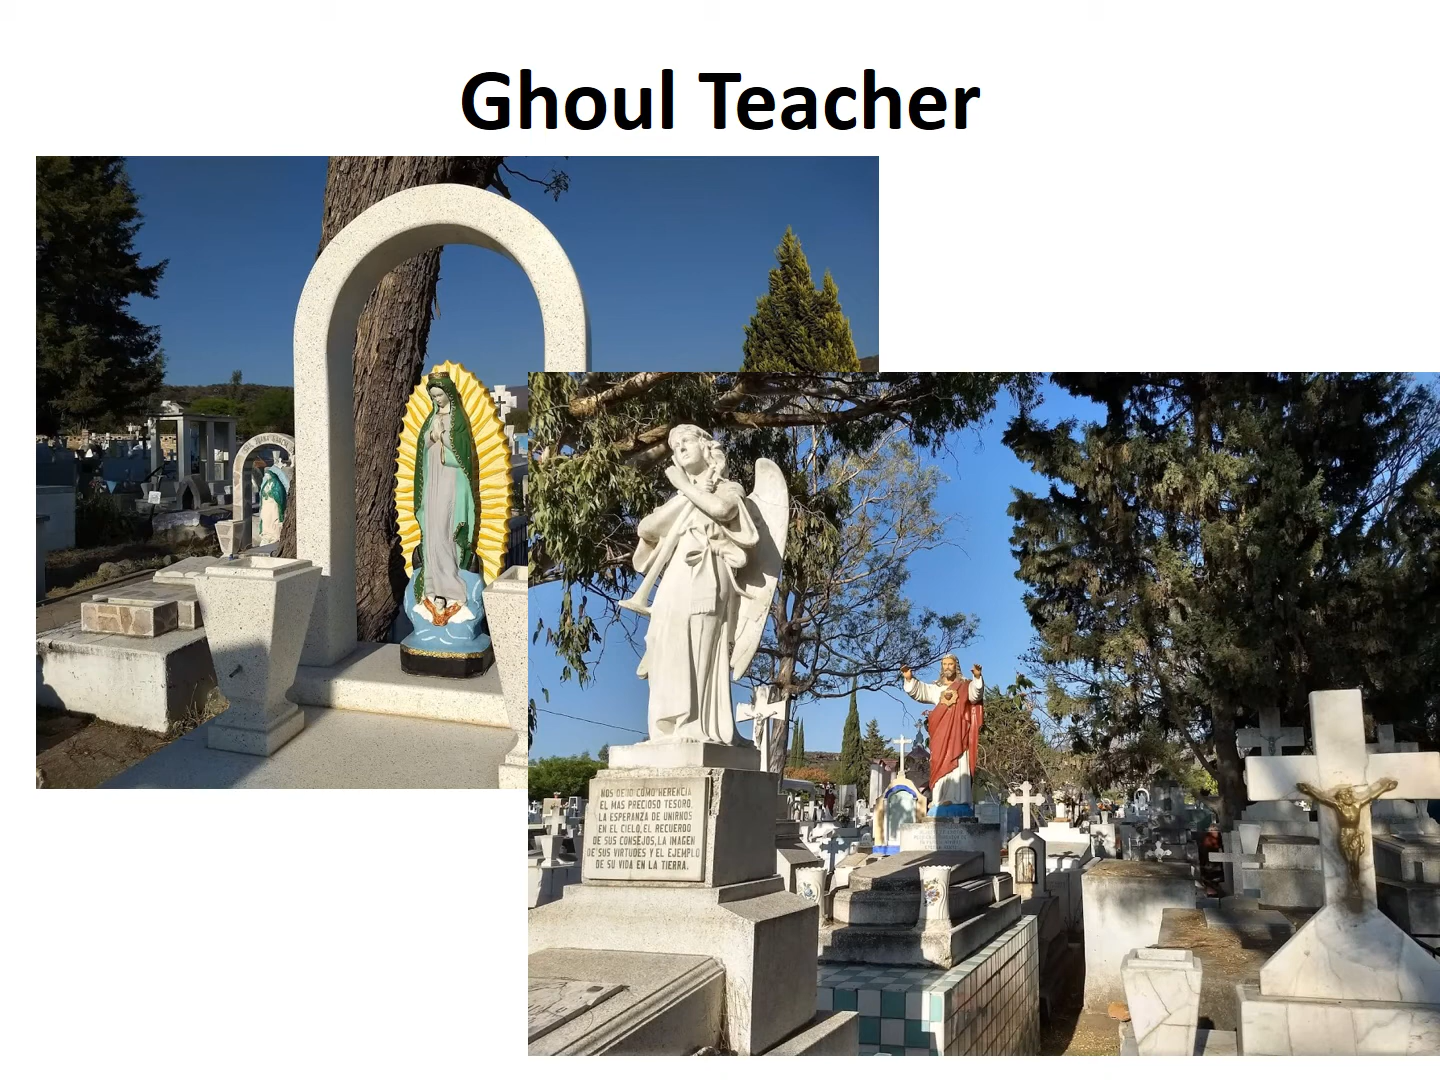 Ghoul Teacher
NOS DEJO COMO HERENCIA
EL MAS PRECIOSO TESORO,
LA ESPERANZA DE UNIRNOS
EN EL CIELO, EL RECUERDO
DE SUS CONSEJOS, LA IMAGEN
DE SUS VIRTUDES Y EL EJEMPLO
DE SU VIDA EN LA TIERRA.